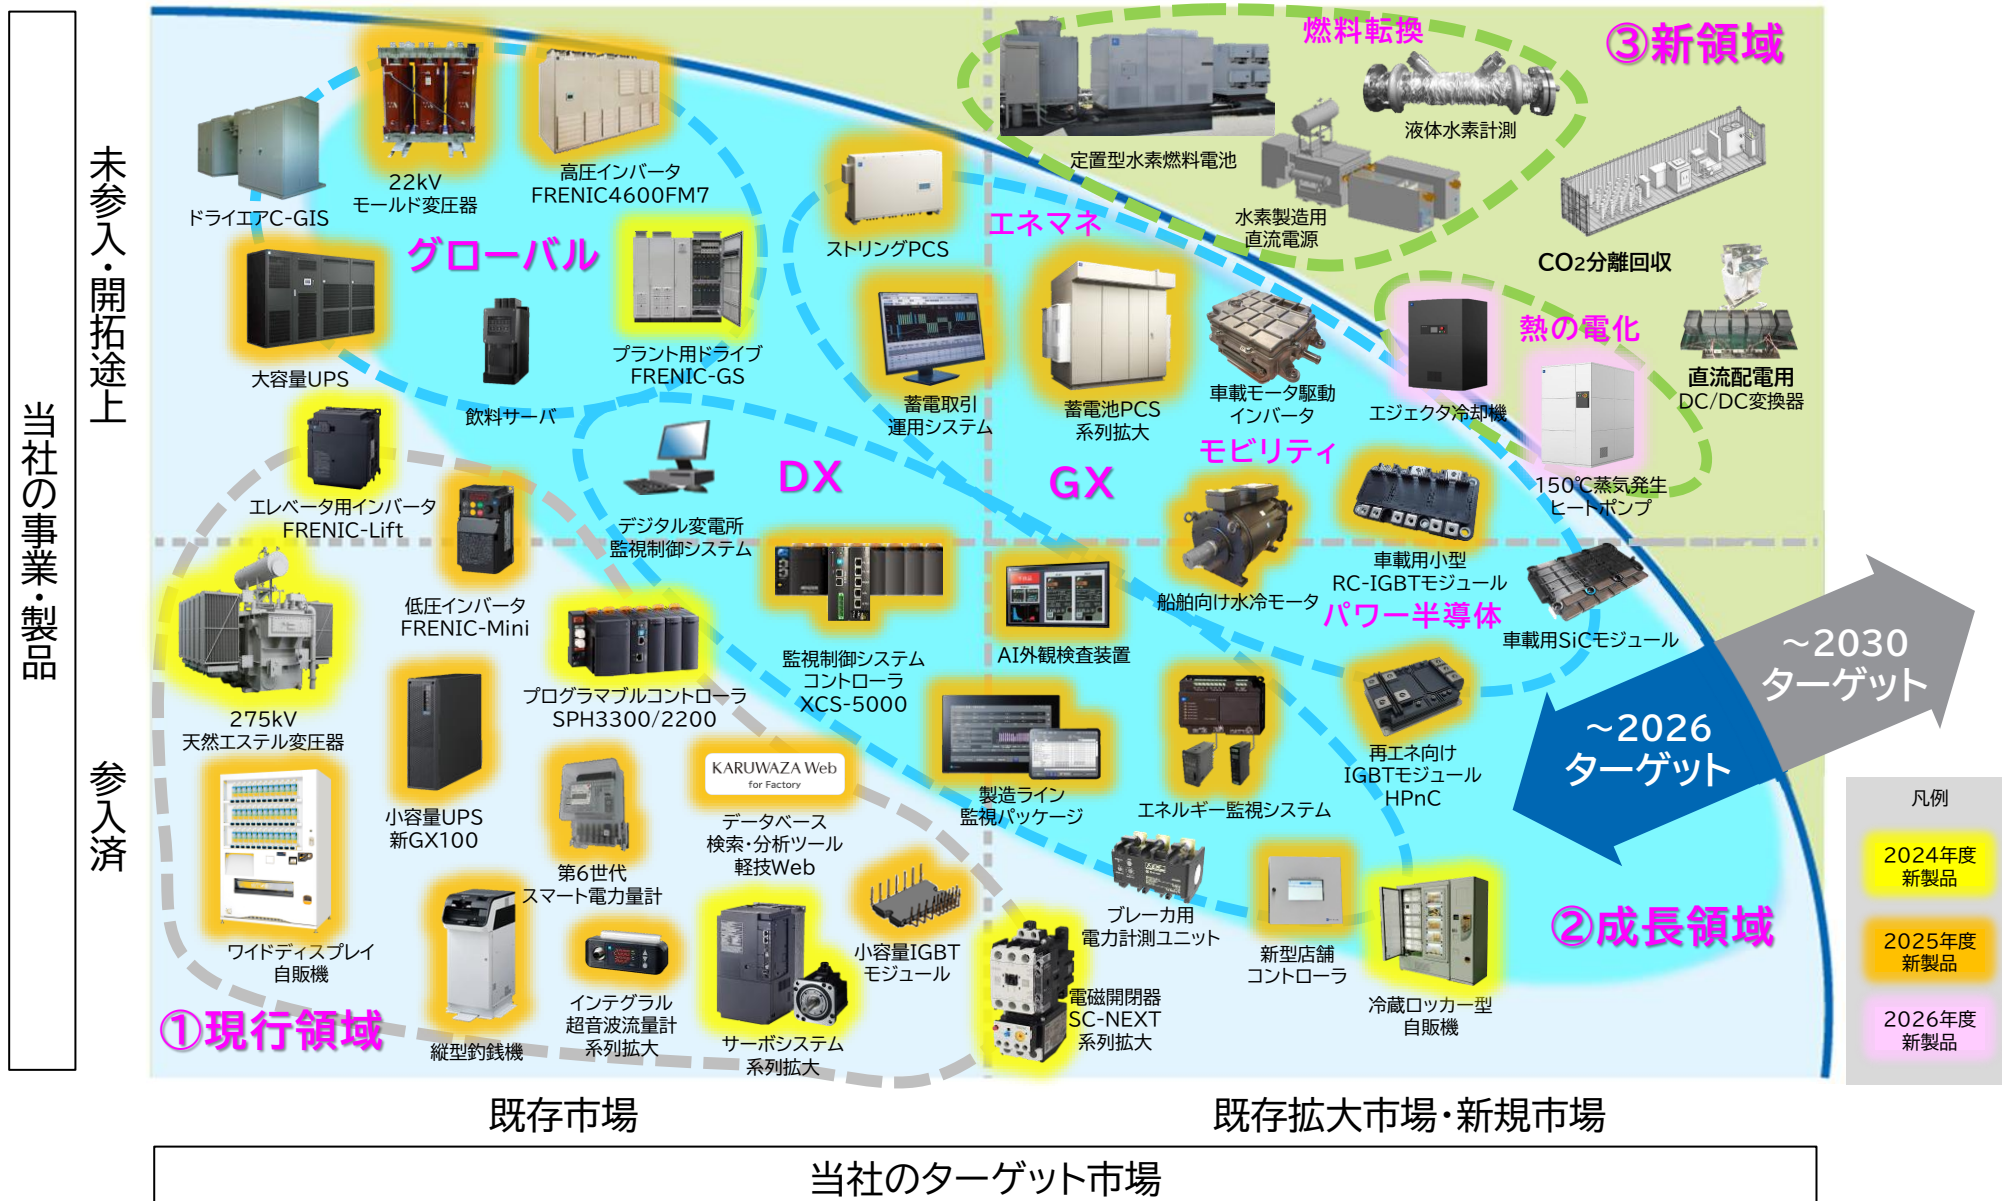 当社の事業・製品
未参入・開拓途上
参入済
燃料転換
③新領域
定置型水素燃料電池
液体水素計測
水素製造用
直流電源
CO2分離回収
ドライエアC-GIS
22kV
モールド変圧器
高圧インバータ
FRENIC4600FM7
グローバル
ストリングPCS
エネマネ
大容量UPS
飲料サーバ
プラント用ドライブ
FRENIC-GS
蓄電取引
運用システム
蓄電池PCS
系列拡大
車載モータ駆動
インバータ
エジェクタ冷却機
熱の電化
直流配電用
DC/DC変換器
150℃蒸気発生
ヒートポンプ
エレベータ用インバータ
FRENIC-Lift
デジタル変電所
監視制御システム
DX
GX
モビリティ
車載用小型
RC-IGBTモジュール
船舶向け水冷モータ
パワー半導体
車載用SiCモジュール
275kV
天然エステル変圧器
低圧インバータ
FRENIC-Mini
プログラマブルコントローラ
SPH3300/2200
監視制御システム
コントローラ
XCS-5000
AI外観検査装置
製造ライン
監視パッケージ
エネルギー監視システム
再エネ向け
IGBTモジュール
HPnC
~2030
ターゲット
~2026
ターゲット
ワイドディスプレイ
自販機
小容量UPS
新GX100
第6世代
スマート電力量計
KARUWAZA Web
for Factory
データベース
検索・分析ツール
軽技Web
小容量IGBT
モジュール
ブレーカ用
電力計測ユニット
新型店舗
コントローラ
冷蔵ロッカー型
自販機
②成長領域
①現行領域
縦型釣銭機
インテグラル
超音波流量計
系列拡大
サーボシステム
系列拡大
電磁開閉器
SC-NEXT
系列拡大
凡例
2024年度
新製品
2025年度
新製品
2026年度
新製品
既存市場
既存拡大市場・新規市場
当社のターゲット市場